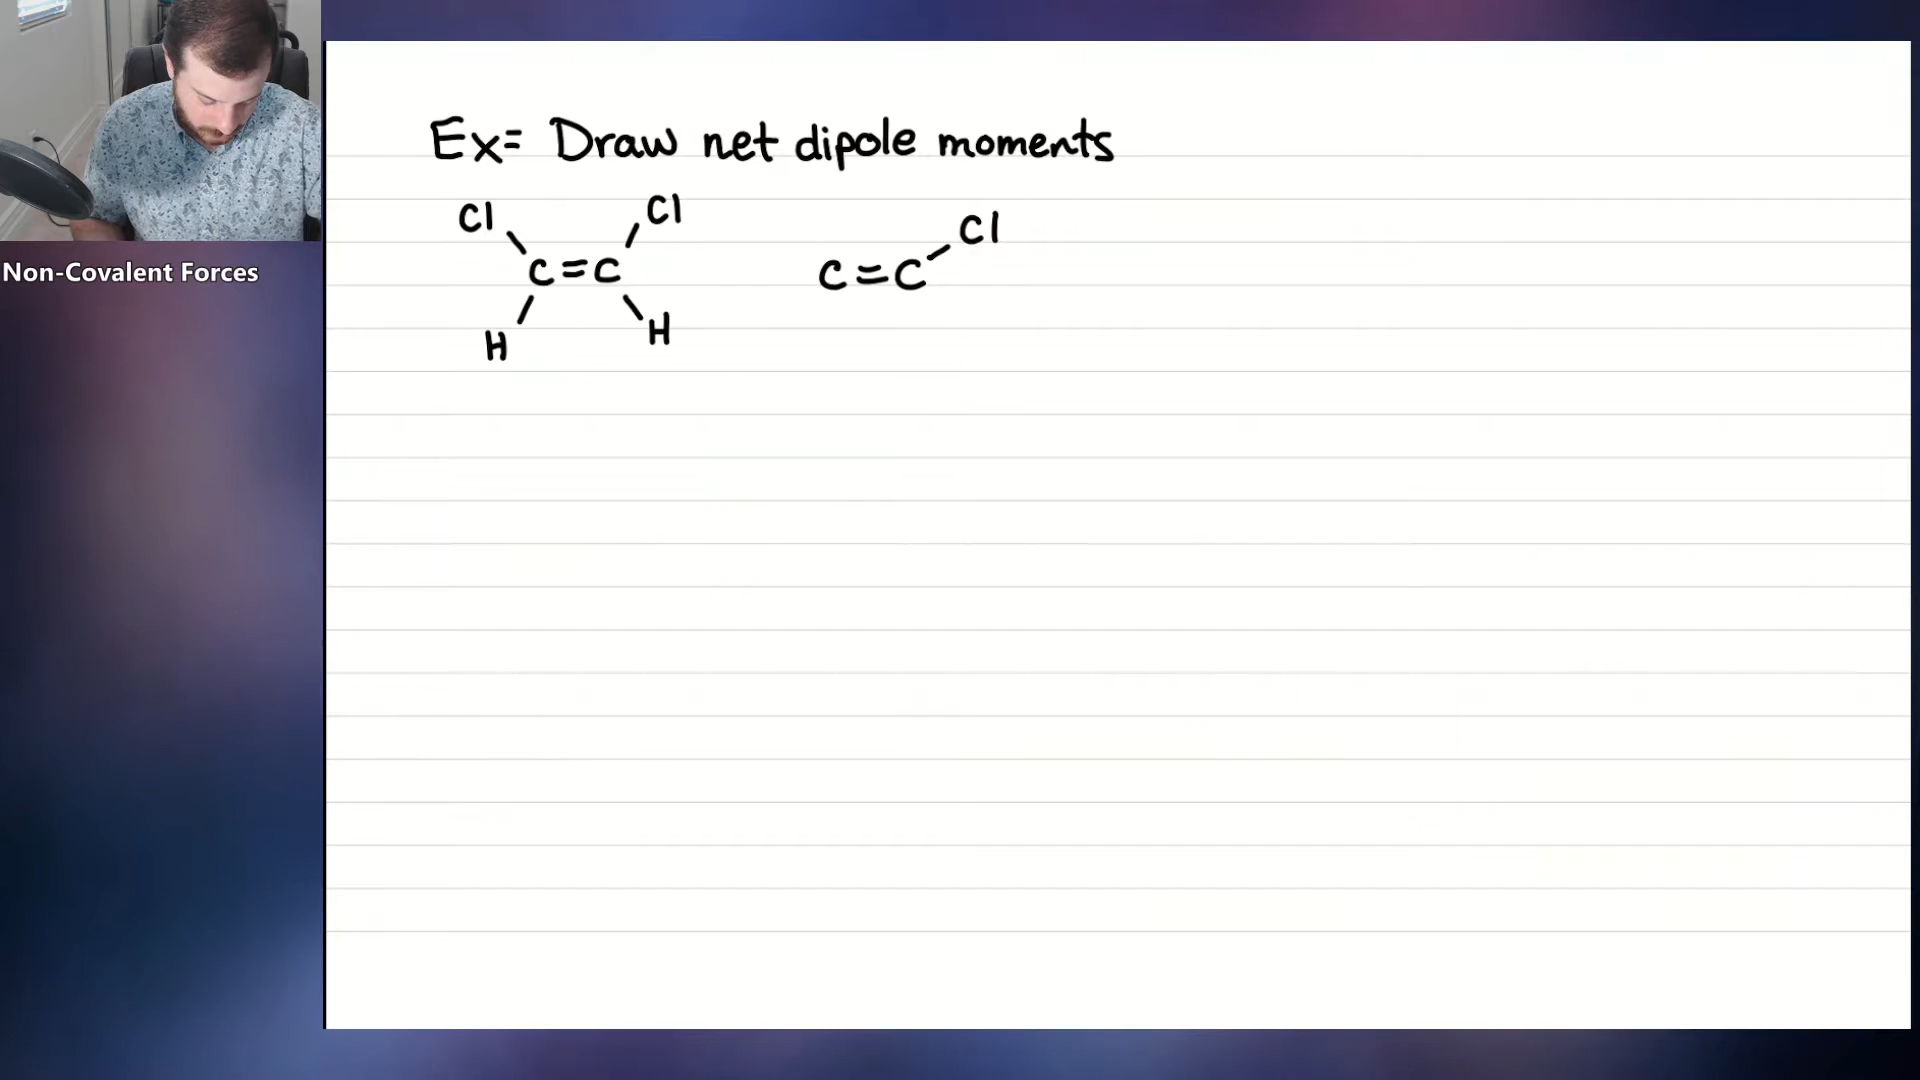 Ex= Draw net dipole moments
Cl Cl
C=C
H H
Cl
C=C
Non-Covalent Forces